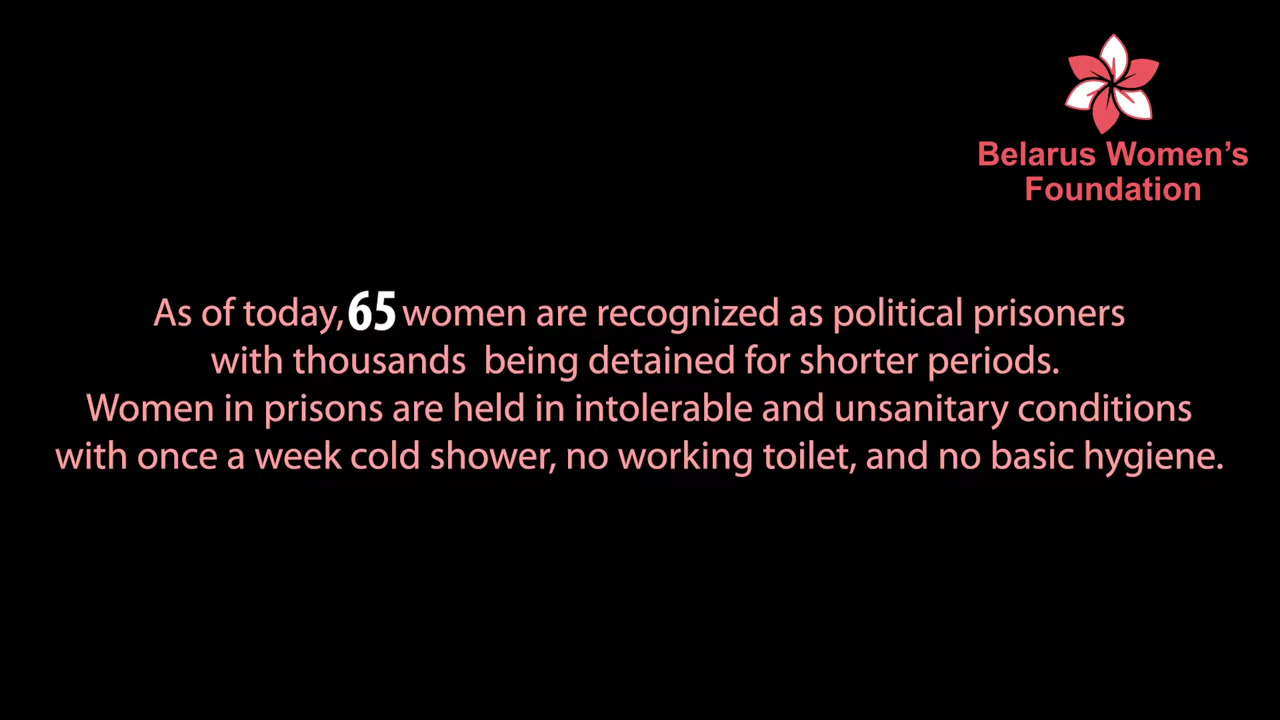 Belarus Women’s
Foundation
As of today, 65 women are recognized as political prisoners
with thousands  being detained for shorter periods.
Women in prisons are held in intolerable and unsanitary conditions
with once a week cold shower, no working toilet, and no basic hygiene.